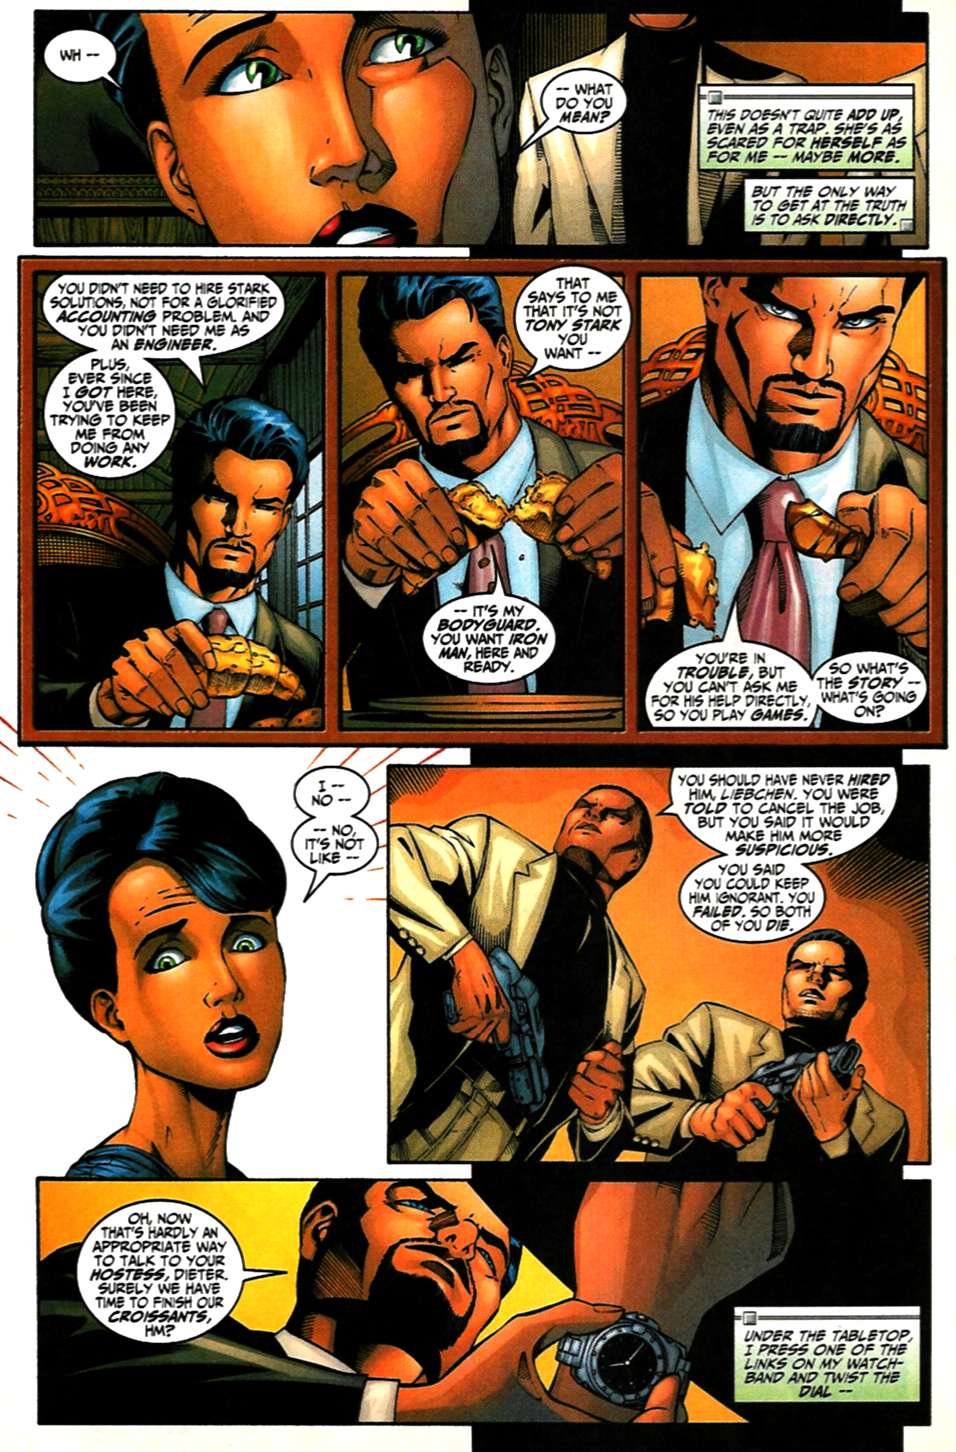 WH --
-- WHAT
DO YOU
MEAN?
THIS DOESN'T QUITE ADD UP,
EVEN AS A TRAP. SHE'S AS
SCARED FOR HERSELF AS
FOR ME -- MAYBE MORE.
BUT THE ONLY WAY
TO GET AT THE TRUTH
IS TO ASK DIRECTLY.
YOU DIDN'T NEED TO HIRE STARK
SOLUTIONS, NOT FOR A GLORIFIED
ACCOUNTING PROBLEM. AND
YOU DIDN'T NEED ME AS
AN ENGINEER.
PLUS,
EVER SINCE
I GOT HERE,
YOU'VE BEEN
TRYING TO KEEP
ME FROM
DOING ANY
WORK.
THAT
SAYS TO ME
THAT IT'S NOT
TONY STARK
YOU
WANT --
-- IT'S MY
BODYGUARD.
YOU WANT IRON
MAN, HERE AND
READY.
YOU'RE IN
TROUBLE, BUT
YOU CAN'T ASK ME
FOR HIS HELP DIRECTLY,
SO YOU PLAY GAMES.
SO WHAT'S
THE STORY --
WHAT'S GOING
ON?
I --
NO --
-- NO,
IT'S NOT
LIKE --
YOU SHOULD HAVE NEVER HIRED
HIM, LIEBCHEN. YOU WERE
TOLD TO CANCEL THE JOB,
BUT YOU SAID IT WOULD
MAKE HIM MORE
SUSPICIOUS.
YOU SAID
YOU COULD KEEP
HIM IGNORANT. YOU
FAILED. SO BOTH
OF YOU DIE.
OH, NOW
THAT'S HARDLY AN
APPROPRIATE WAY
TO TALK TO YOUR
HOSTESS, DIETER.
SURELY WE HAVE
TIME TO FINISH OUR
CROISSANTS,
HM?
UNDER THE TABLETOP,
I PRESS ONE OF THE
LINKS ON MY WATCH-
BAND AND TWIST THE
DIAL --